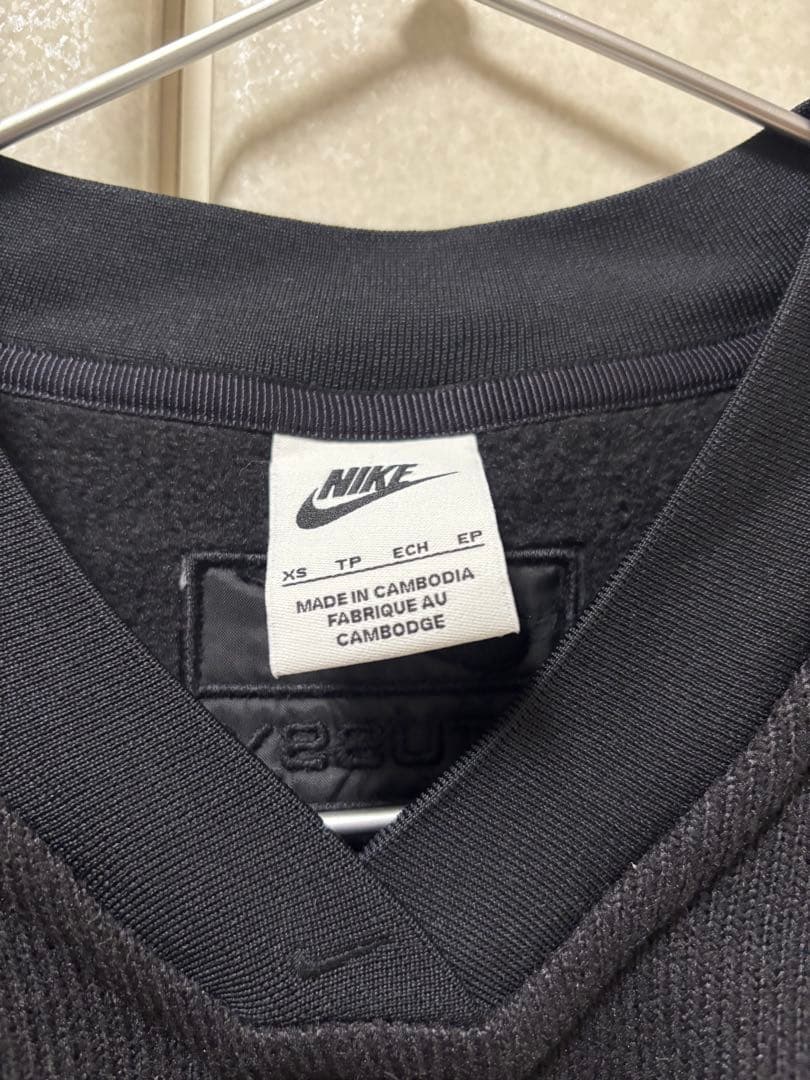 NIKE
XS TP ECH EP
MADE IN CAMBODIA
FABRIQUE AU
CAMBODGE